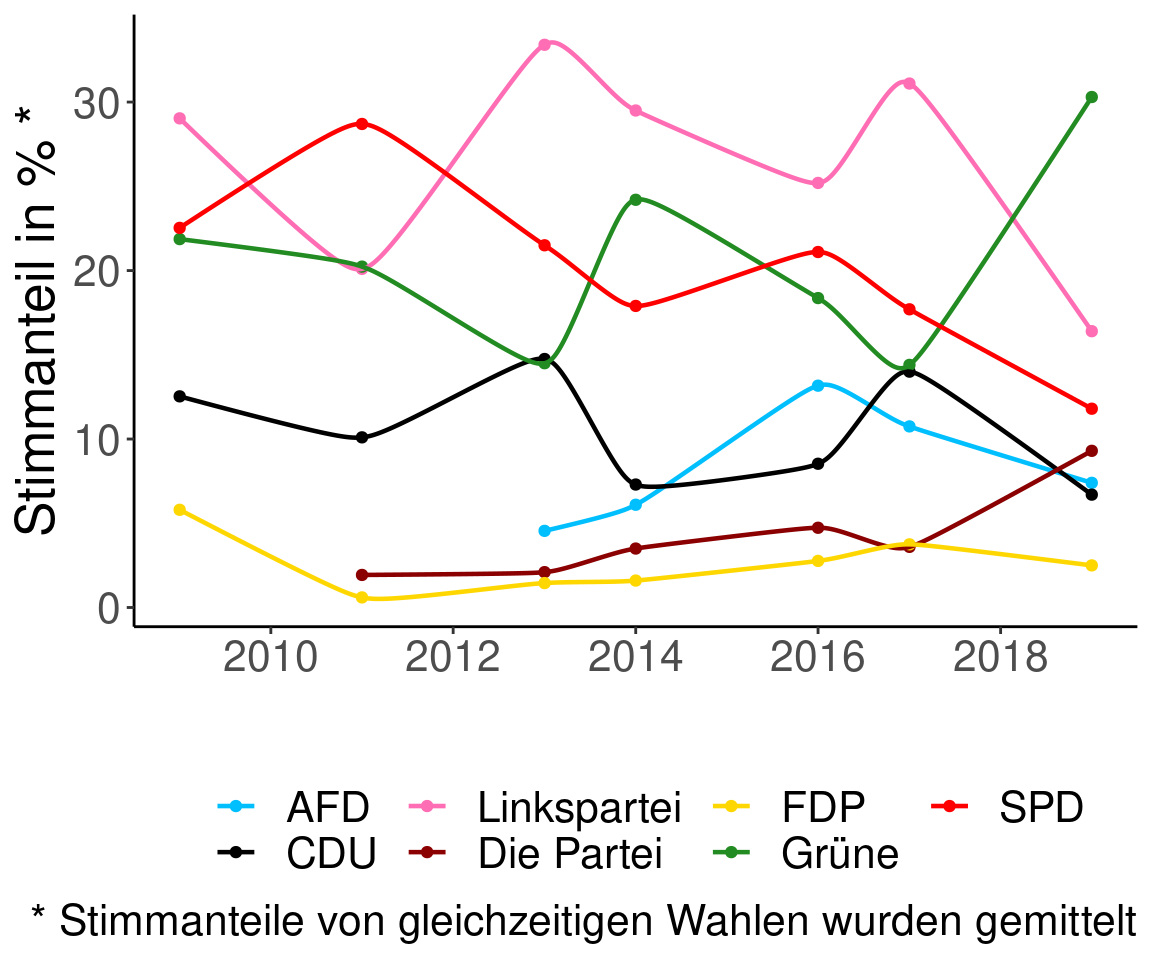 Stimmanteil in % *
30
20
10
0
2010 2012 2014 2016 2018
AFD Linkspartei FDP SPD
CDU Die Partei Grüne
* Stimmanteile von gleichzeitigen Wahlen wurden gemittelt